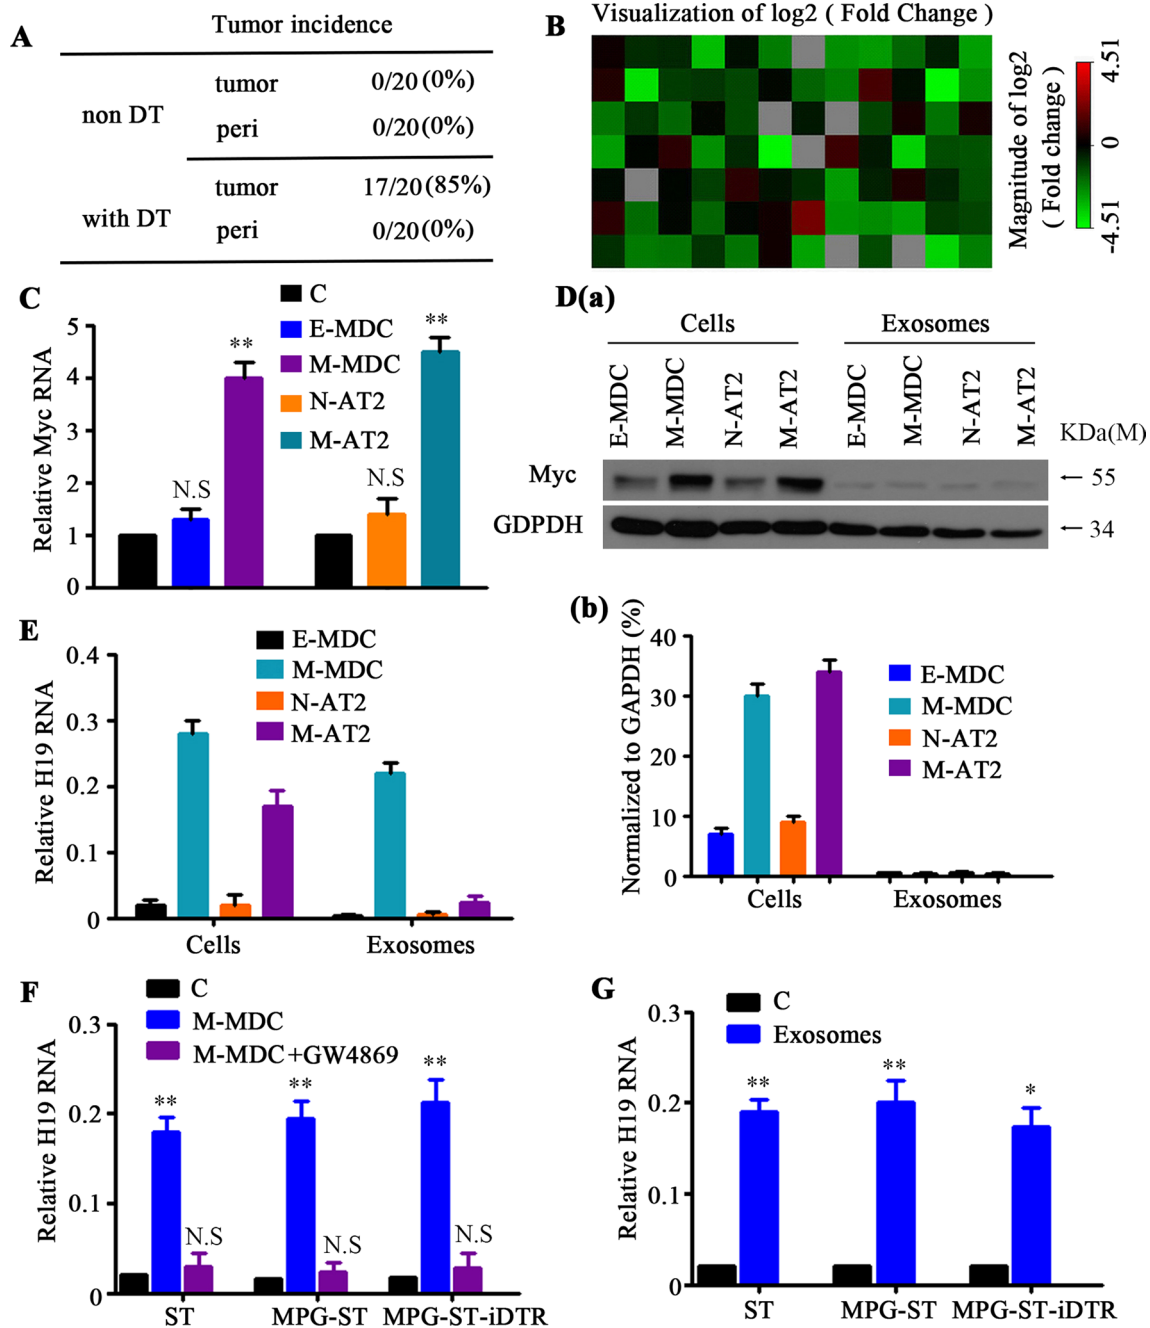 A
Tumor incidence
non DT
tumor 0/20 (0%)
peri 0/20 (0%)
with DT
tumor 17/20 (85%)
peri 0/20 (0%)
B
Visualization of log2 ( Fold Change )
Magnitude of log2
( Fold change )
4.51
0
−4.51
C
Relative Myc RNA
5
4
3
2
1
0
C
E-MDC
M-MDC
N-AT2
M-AT2
N.S
**
N.S
**
D(a)
Cells Exosomes
E-MDC M-MDC N-AT2 M-AT2 E-MDC M-MDC N-AT2 M-AT2
KDa(M)
Myc ← 55
GDPDH ← 34
(b)
Normalized to GAPDH (%)
40
30
20
10
0
E-MDC
M-MDC
N-AT2
M-AT2
Cells Exosomes
E
Relative H19 RNA
0.4
0.3
0.2
0.1
0
E-MDC
M-MDC
N-AT2
M-AT2
Cells Exosomes
F
Relative H19 RNA
0.3
0.2
0.1
0
C
M-MDC
M-MDC+GW4869
** N.S
** N.S
** N.S
ST MPG-ST MPG-ST-iDTR
G
Relative H19 RNA
0.3
0.2
0.1
0
C
Exosomes
** ** *
ST MPG-ST MPG-ST-iDTR